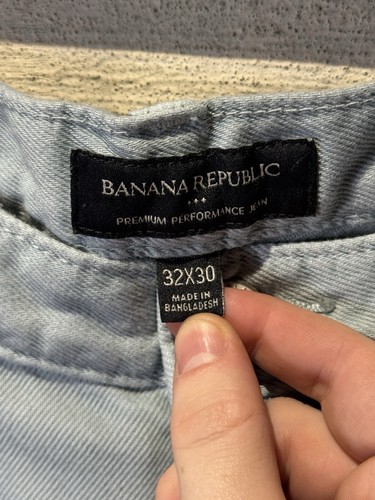 BANANA REPUBLIC
PREMIUM PERFORMANCE JEAN
32X30
MADE IN
BANGLADESH